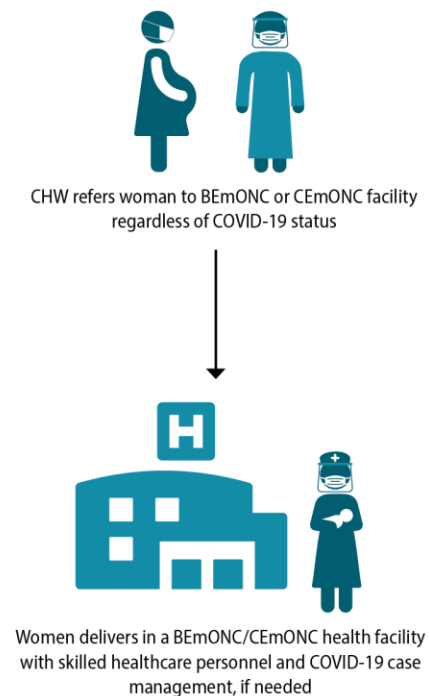 CHW refers woman to BEmONC or CEmONC facility
regardless of COVID-19 status
H
Women delivers in a BEmONC/CEmONC health facility
with skilled healthcare personnel and COVID-19 case
management, if needed